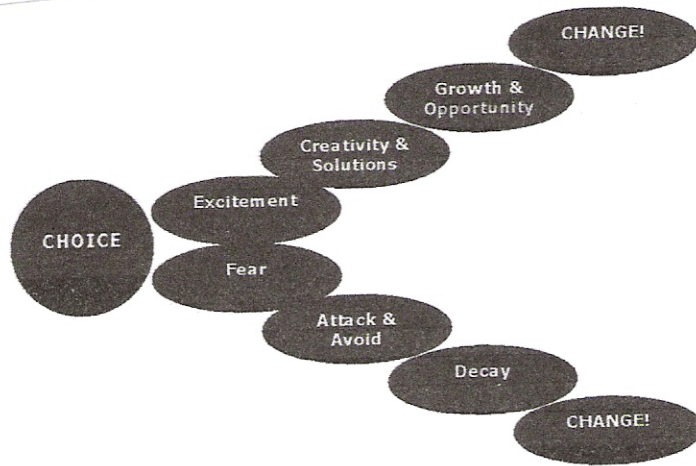 CHOICE
Excitement
Creativity &
Solutions
Growth &
Opportunity
CHANGE!
Fear
Attack &
Avoid
Decay
CHANGE!